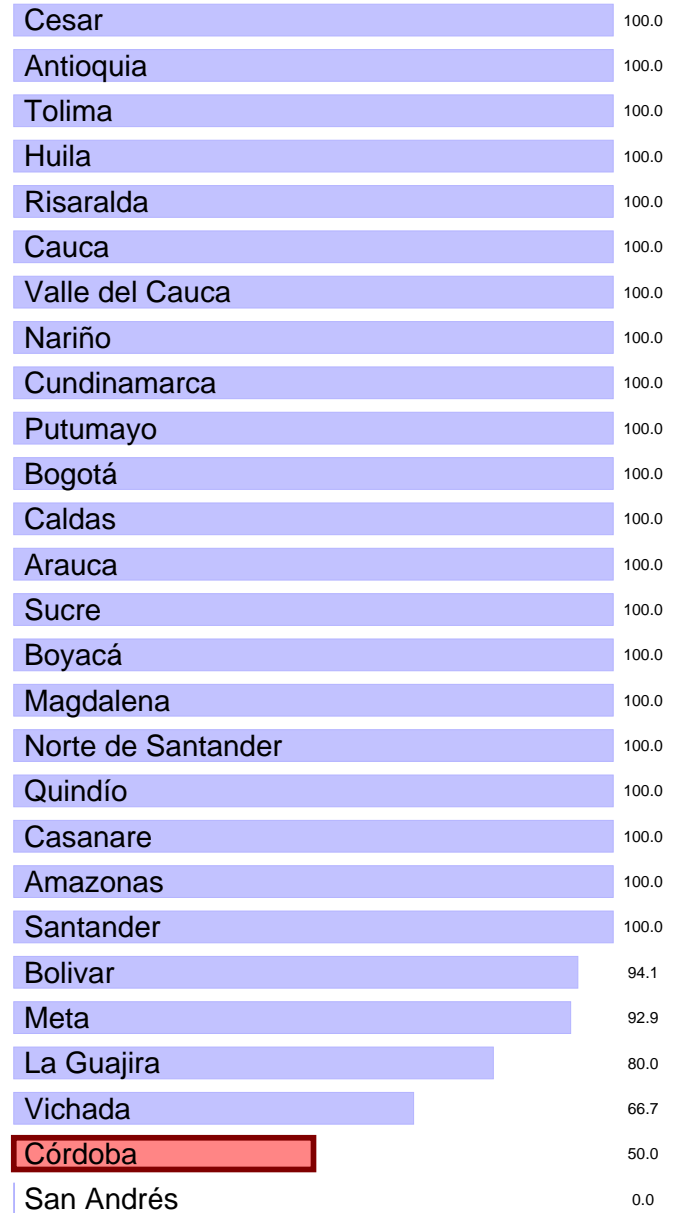 Cesar 100.0
Antioquia 100.0
Tolima 100.0
Huila 100.0
Risaralda 100.0
Cauca 100.0
Valle del Cauca 100.0
Nariño 100.0
Cundinamarca 100.0
Putumayo 100.0
Bogotá 100.0
Caldas 100.0
Arauca 100.0
Sucre 100.0
Boyacá 100.0
Magdalena 100.0
Norte de Santander 100.0
Quindío 100.0
Casanare 100.0
Amazonas 100.0
Santander 100.0
Bolivar 94.1
Meta 92.9
La Guajira 80.0
Vichada 66.7
Córdoba 50.0
San Andrés 0.0